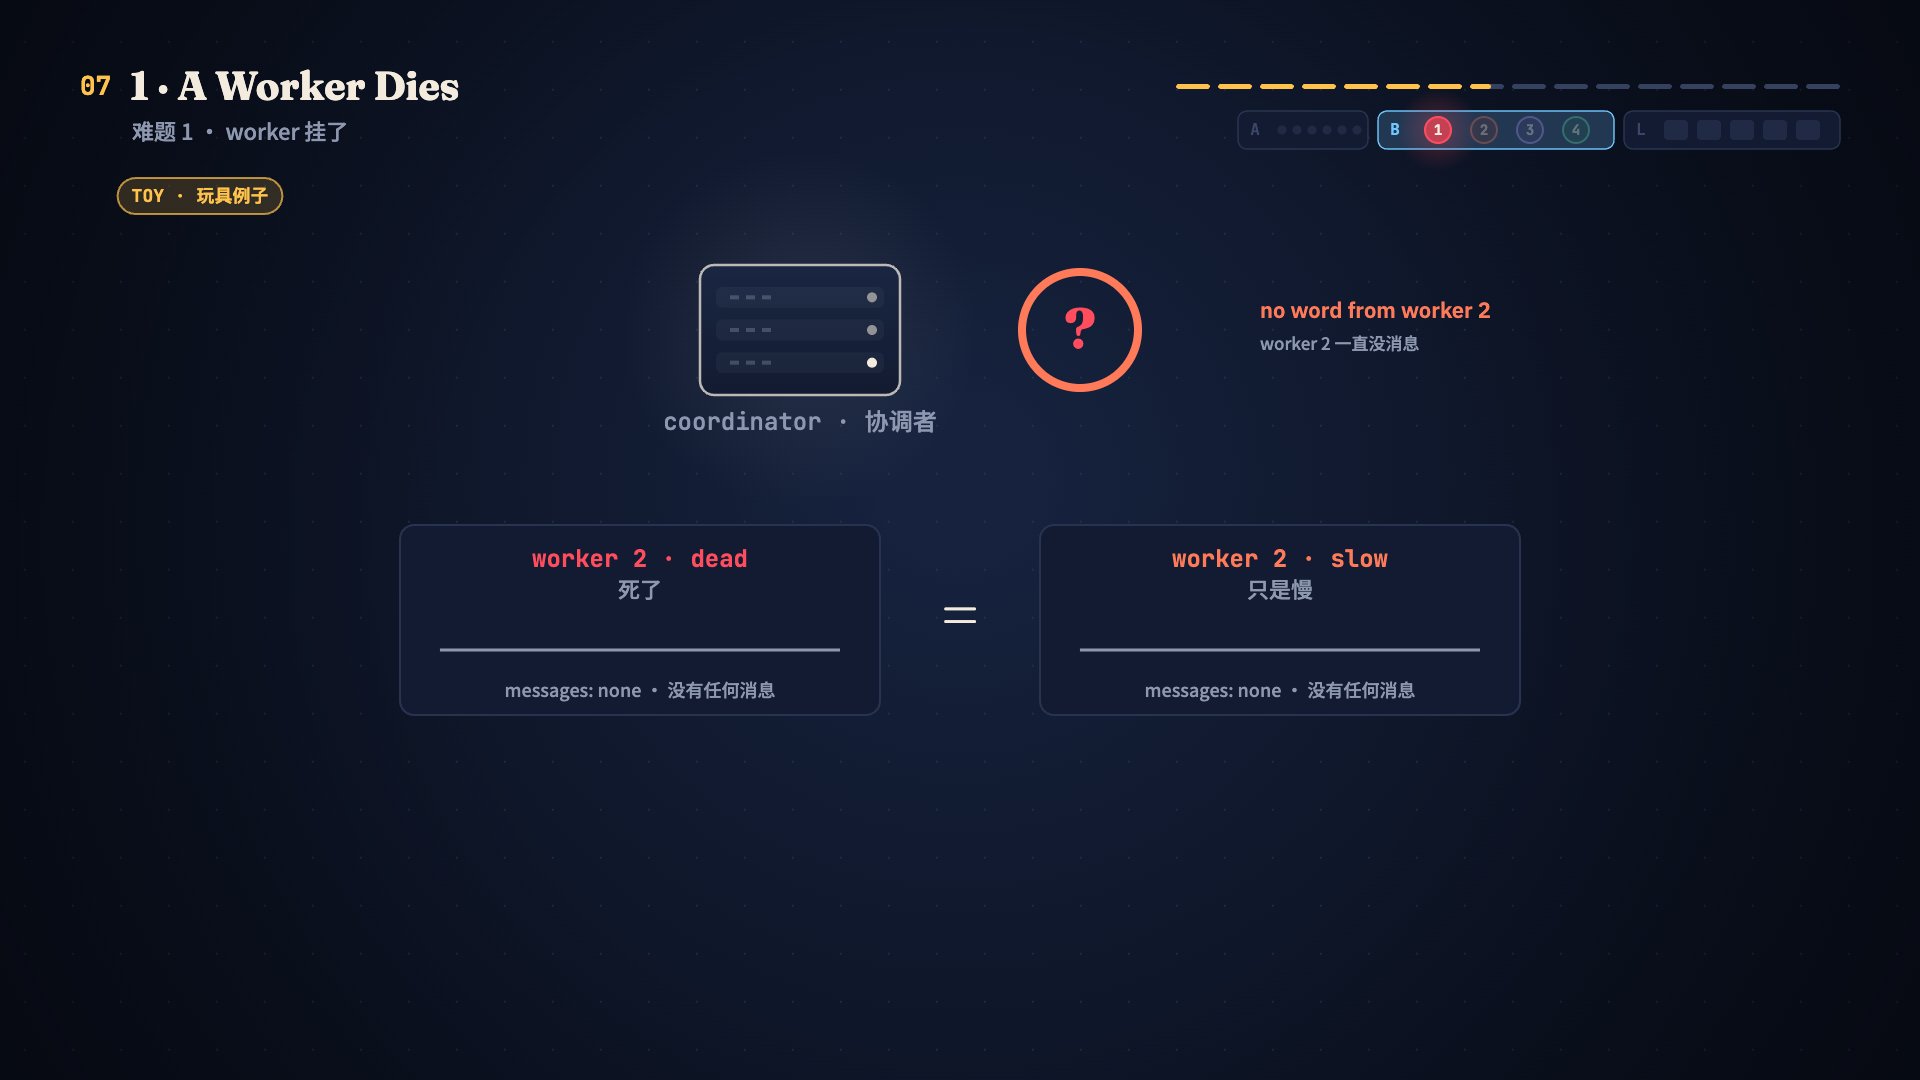 07 1 · A Worker Dies
难题 1 · worker 挂了
A B 1 2 3 4 L
TOY · 玩具例子
?
no word from worker 2
worker 2 一直没消息
coordinator · 协调者
worker 2 · dead
死了
messages: none · 没有任何消息
=
worker 2 · slow
只是慢
messages: none · 没有任何消息